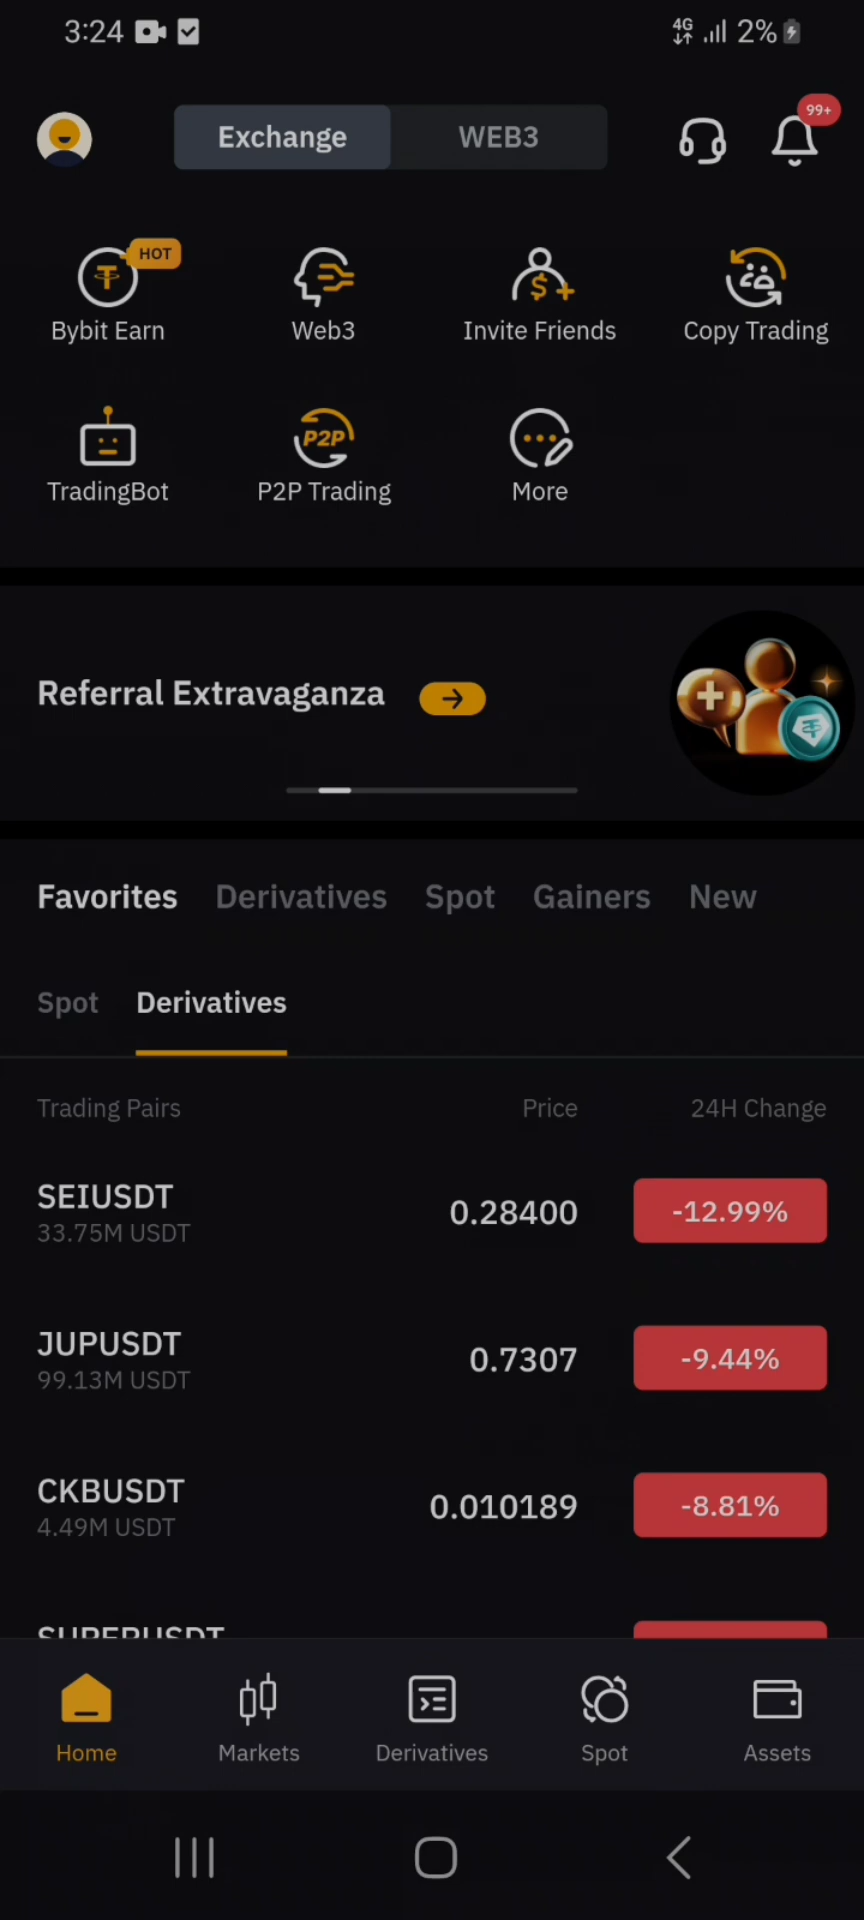 3:24
4G 2%
99+
Exchange WEB3
HOT
Bybit Earn Web3 Invite Friends Copy Trading
P2P
TradingBot P2P Trading More
Referral Extravaganza
Favorites Derivatives Spot Gainers New
Spot Derivatives
Trading Pairs Price 24H Change
SEIUSDT
33.75M USDT
0.28400 -12.99%
JUPUSDT
99.13M USDT
0.7307 -9.44%
CKBUSDT
4.49M USDT
0.010189 -8.81%
SUPERUSDT
Home Markets Derivatives Spot Assets